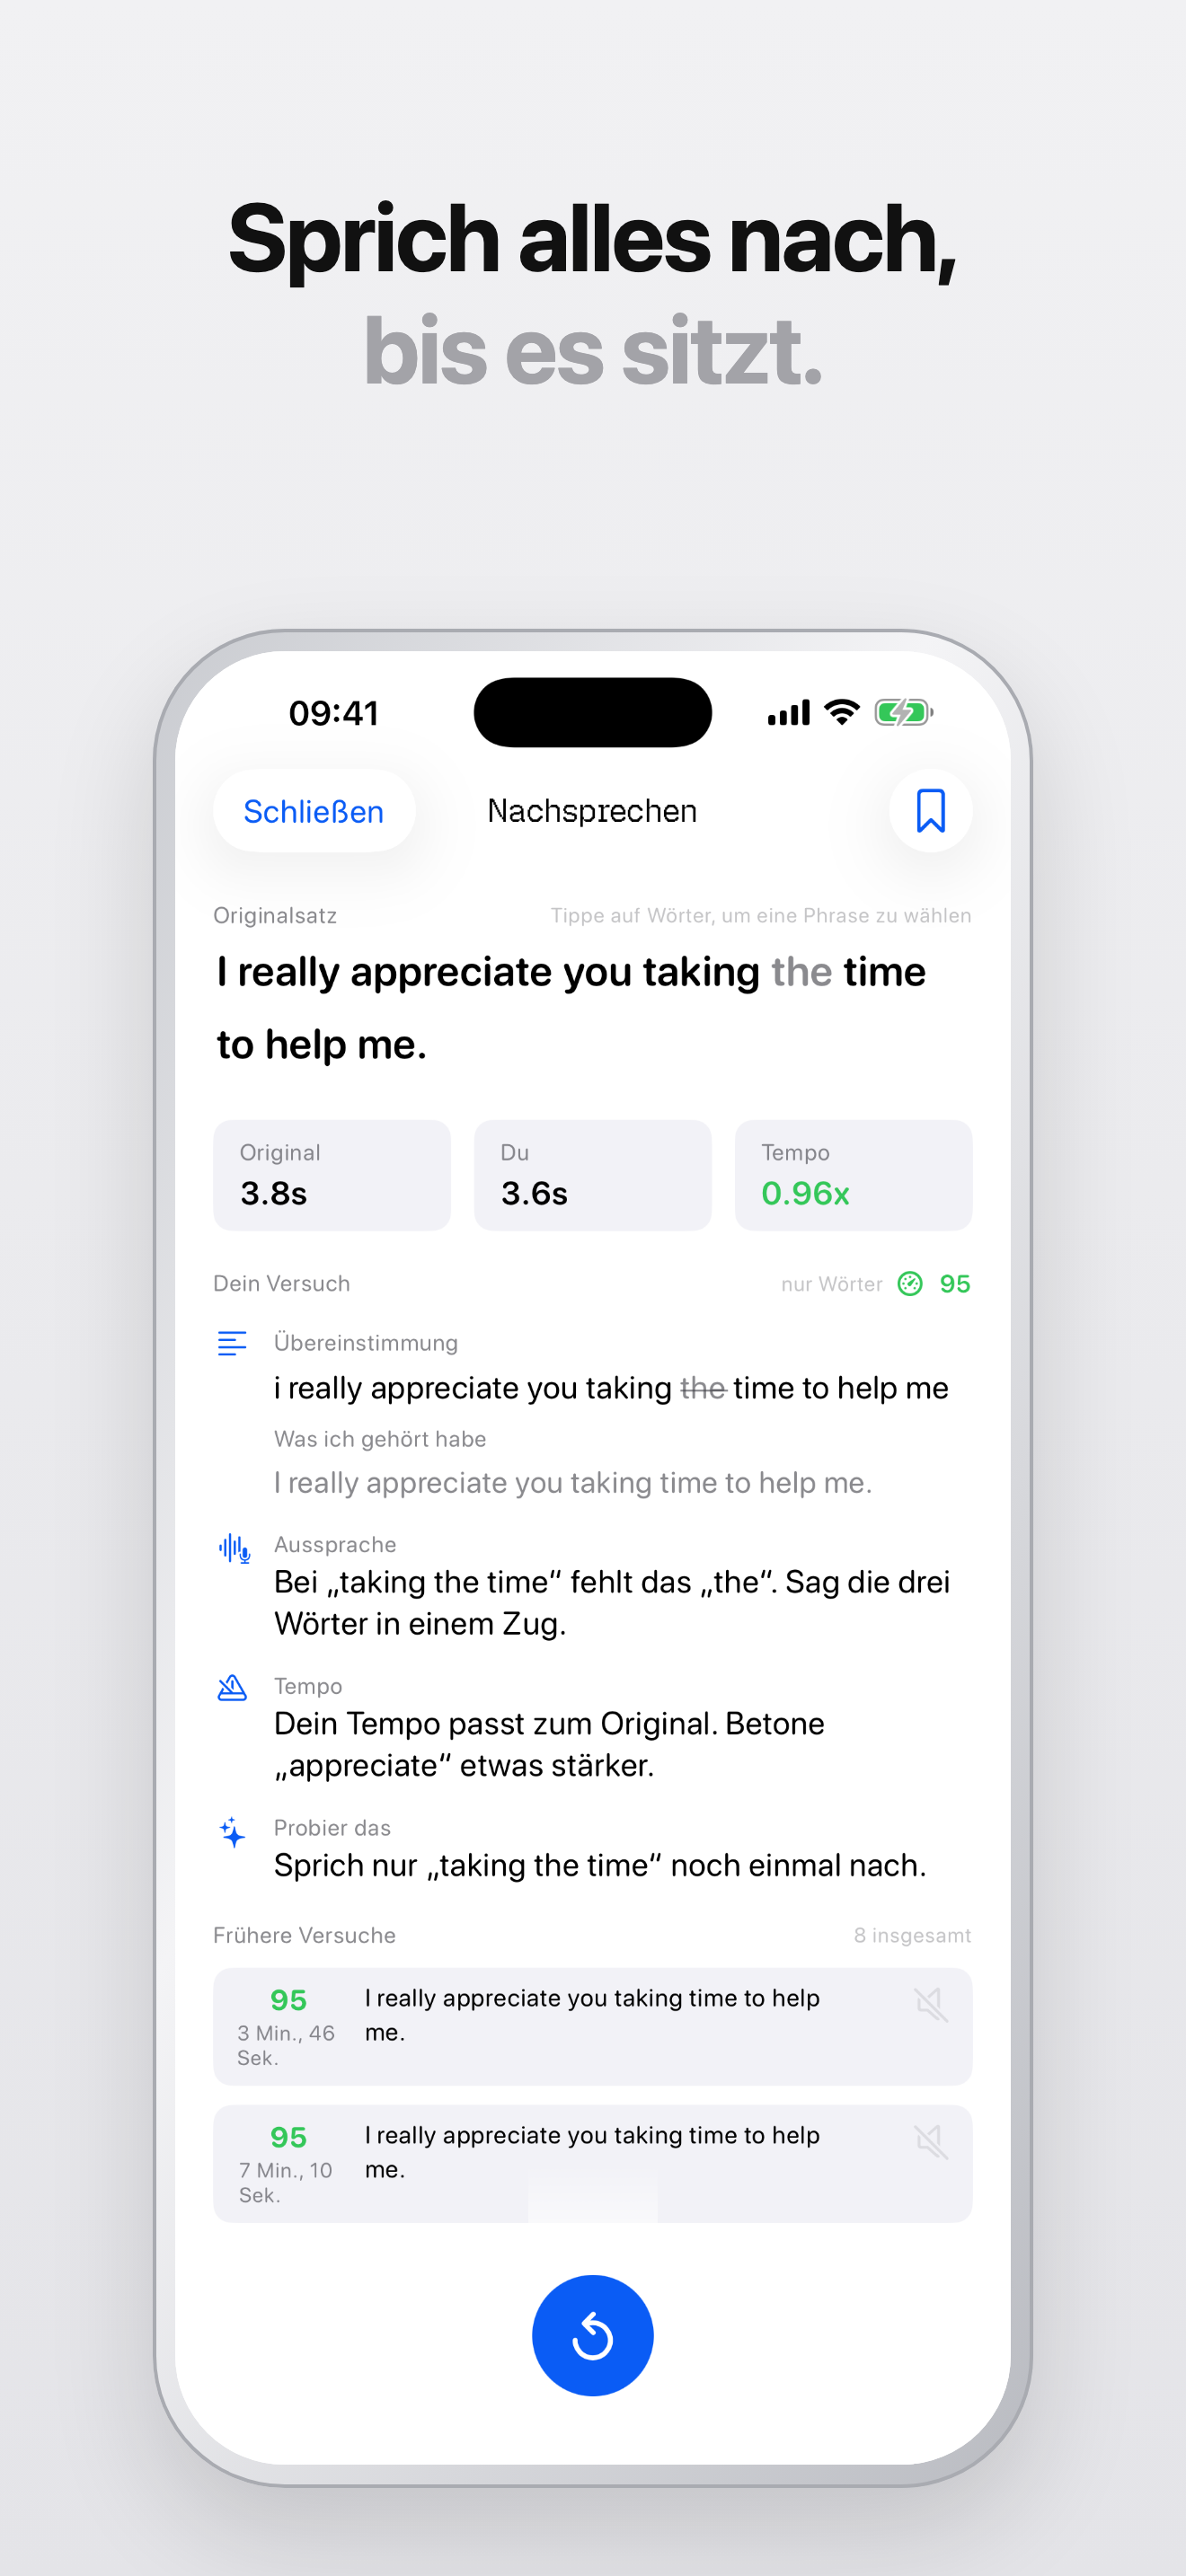 Sprich alles nach,
bis es sitzt.
09:41
Schließen
Nachsprechen
Originalsatz
Tippe auf Wörter, um eine Phrase zu wählen
I really appreciate you taking the time
to help me.
Original
3.8s
Du
3.6s
Tempo
0.96x
Dein Versuch
nur Wörter
95
Übereinstimmung
i really appreciate you taking the time to help me
Was ich gehört habe
I really appreciate you taking time to help me.
Aussprache
Bei „taking the time“ fehlt das „the“. Sag die drei
Wörter in einem Zug.
Tempo
Dein Tempo passt zum Original. Betone
„appreciate“ etwas stärker.
Probier das
Sprich nur „taking the time“ noch einmal nach.
Frühere Versuche
8 insgesamt
95
3 Min., 46
Sek.
I really appreciate you taking time to help
me.
95
7 Min., 10
Sek.
I really appreciate you taking time to help
me.